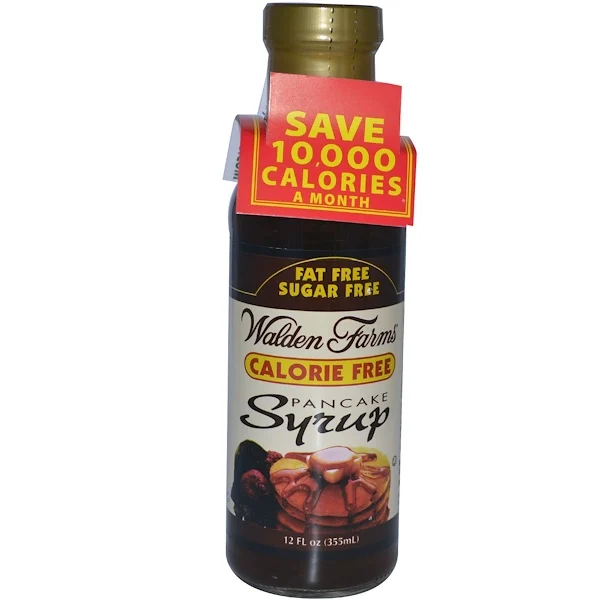 SAVE
10,000
CALORIES
A MONTH
FAT FREE
SUGAR FREE
Walden Farms
CALORIE FREE
PANCAKE
Syrup
12 FL oz (355mL)